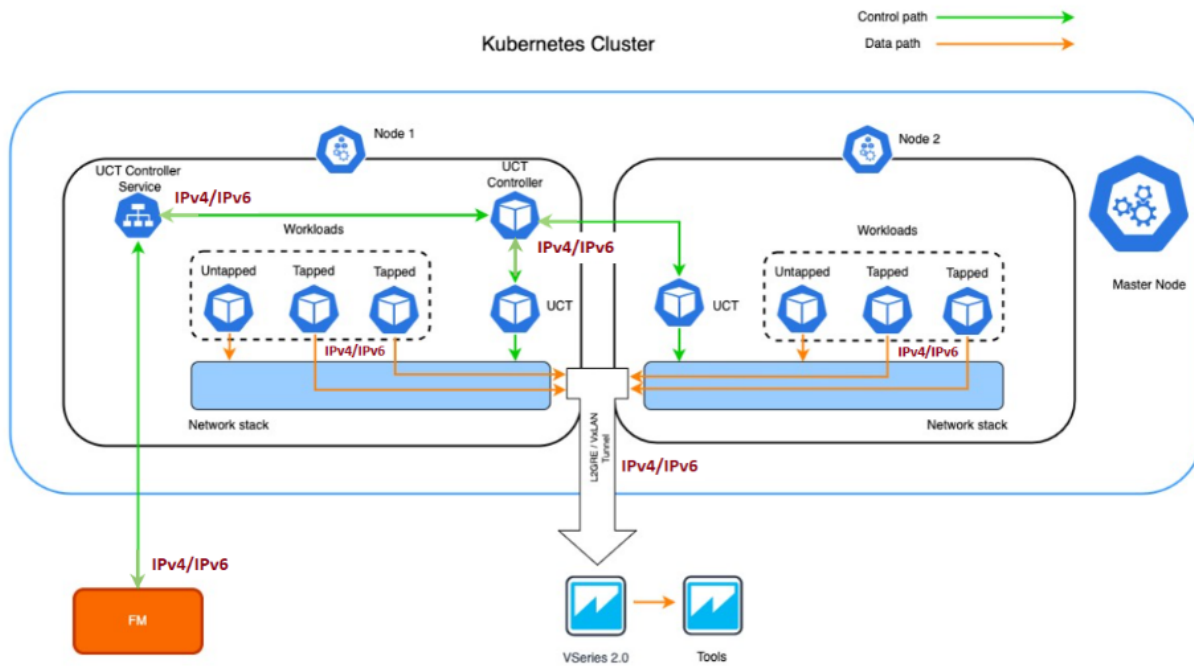 Control path
Data path
Kubernetes Cluster
Node 1
Node 2
UCT Controller
Service
IPv4/IPv6
UCT
Controller
Workloads
IPv4/IPv6
Workloads
Untapped
Tapped
Tapped
UCT
UCT
Untapped
Tapped
Tapped
Master Node
IPv4/IPv6
IPv4/IPv6
Network stack
Network stack
L2GRE / VxLAN
Tunnel
IPv4/IPv6
IPv4/IPv6
FM
VSeries 2.0
Tools